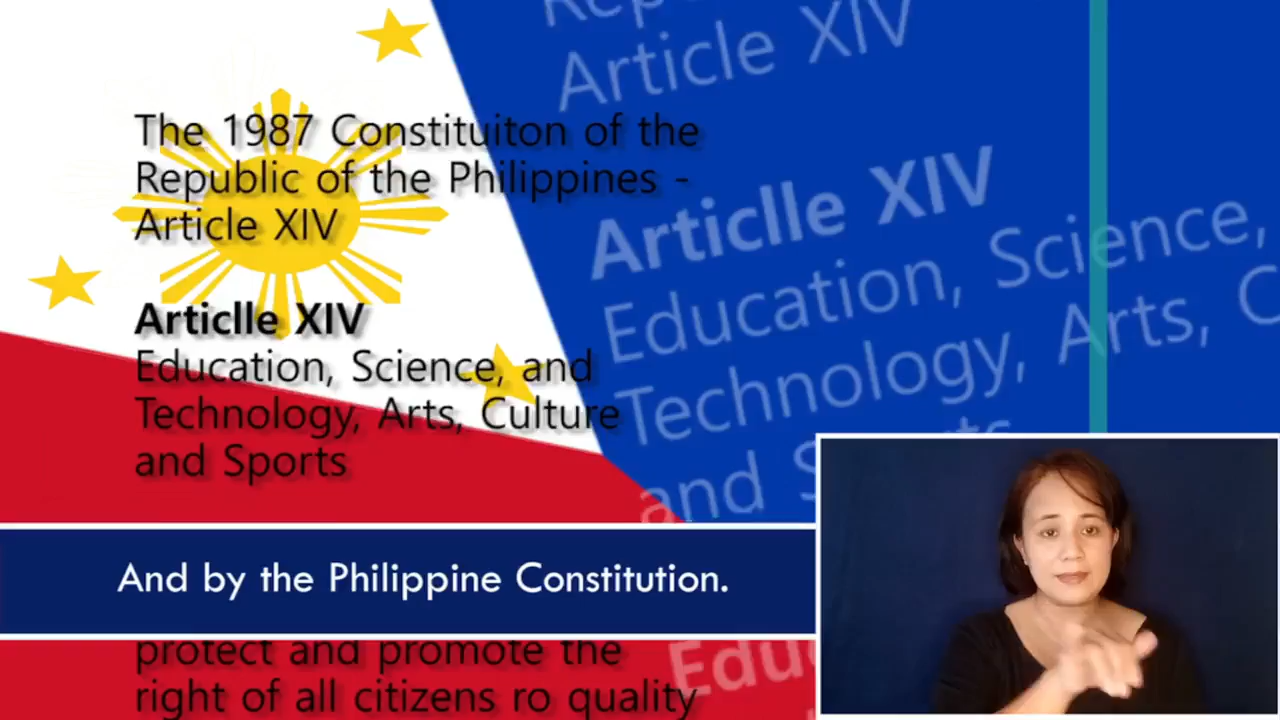 The 1987 Constituiton of the
Republic of the Philippines -
Article XIV
Articlle XIV
Education, Science, and
Technology, Arts, Culture
and Sports
And by the Philippine Constitution.
protect and promote the
right of all citizens ro quality
Article XIV
Articlle XIV
Education, Science,
Technology, Arts, C
and S